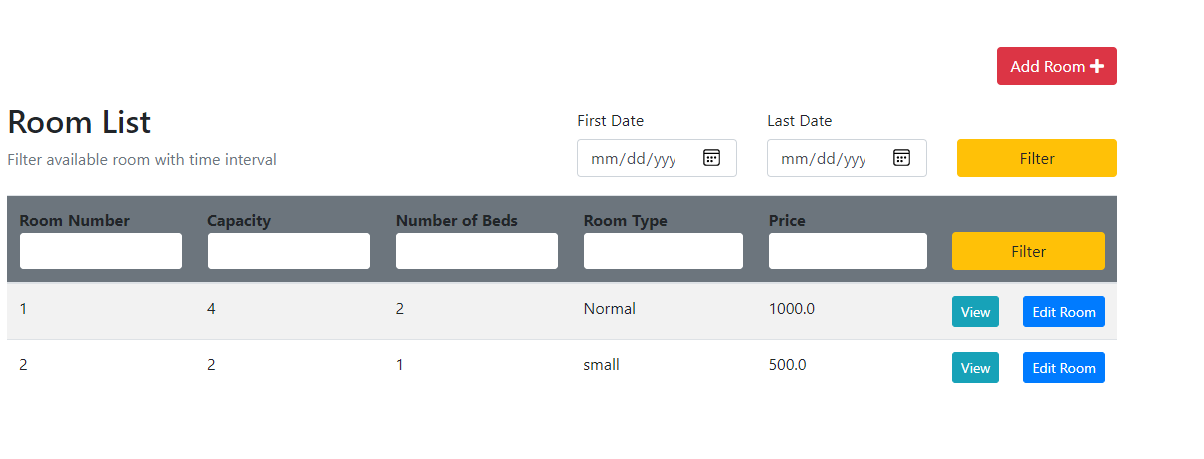 Add Room
Room List
First Date
Last Date
Filter available room with time interval
mm/dd/yyy
mm/dd/yyy
Filter
Room Number
Capacity
Number of Beds
Room Type
Price
Filter
1 4 2 Normal 1000.0 View Edit Room
2 2 1 small 500.0 View Edit Room